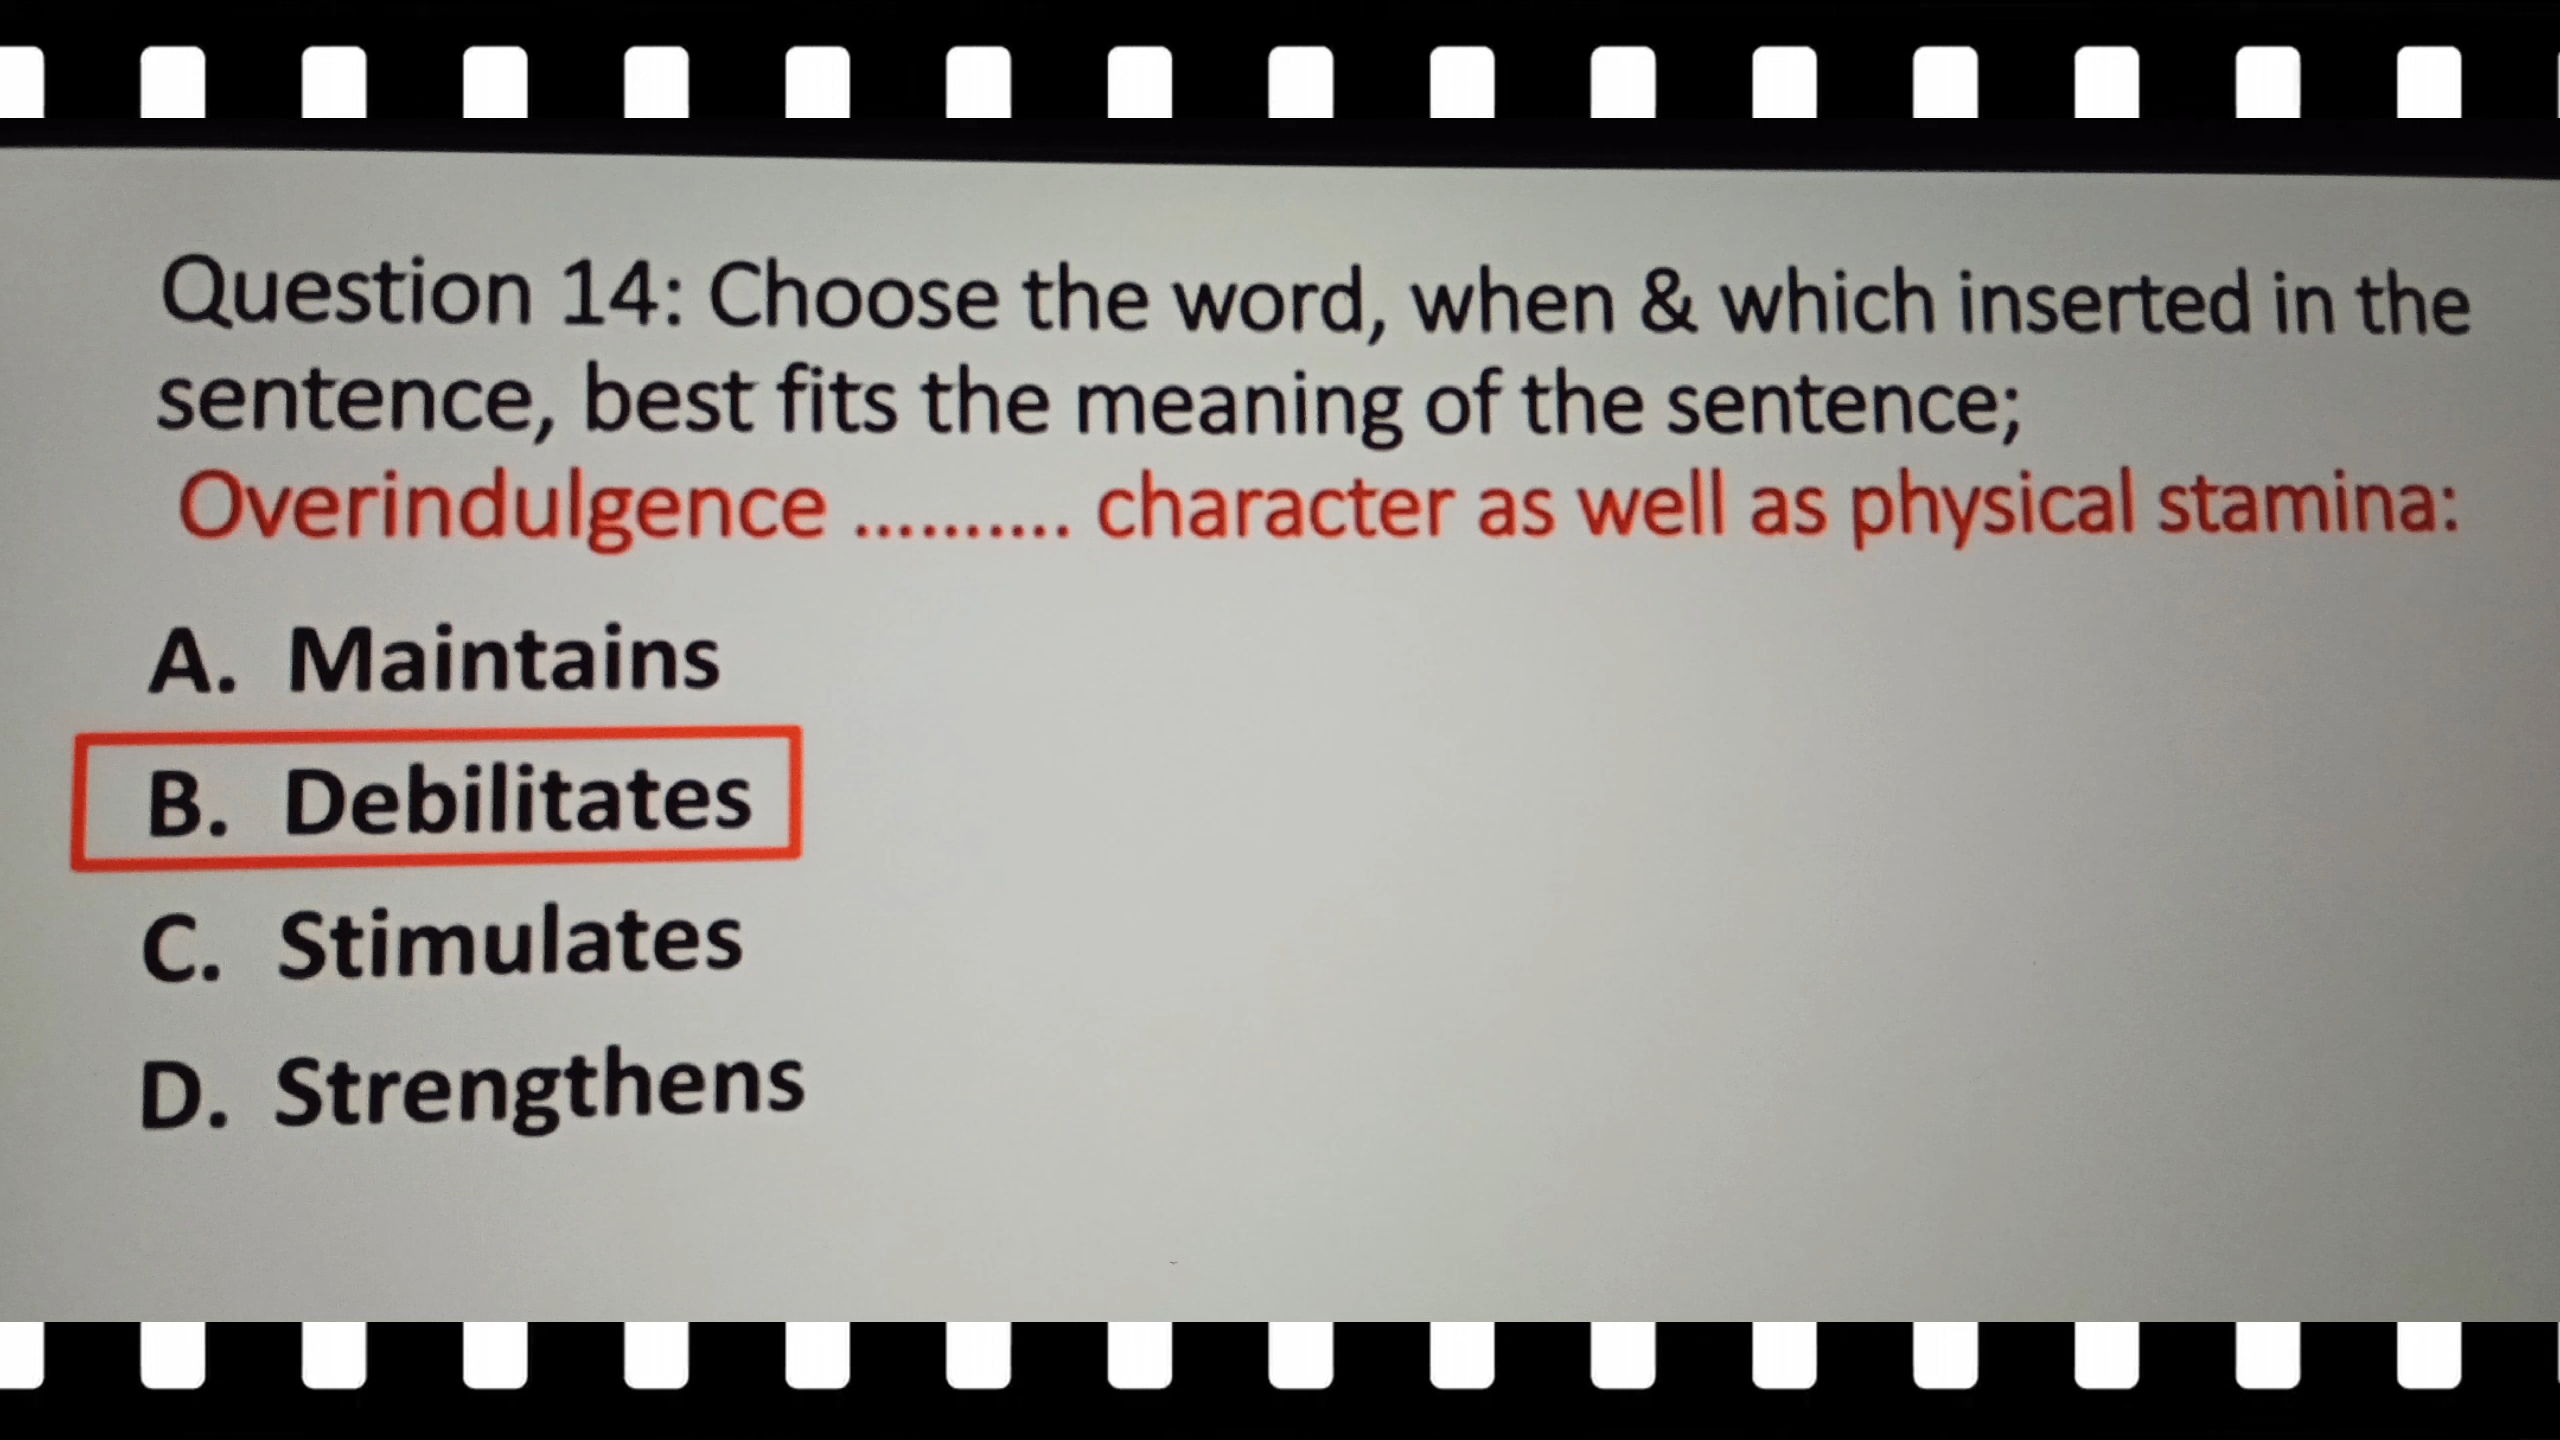 Question 14: Choose the word, when & which inserted in the
sentence, best fits the meaning of the sentence;
Overindulgence .......... character as well as physical stamina:
A. Maintains
B. Debilitates
C. Stimulates
D. Strengthens